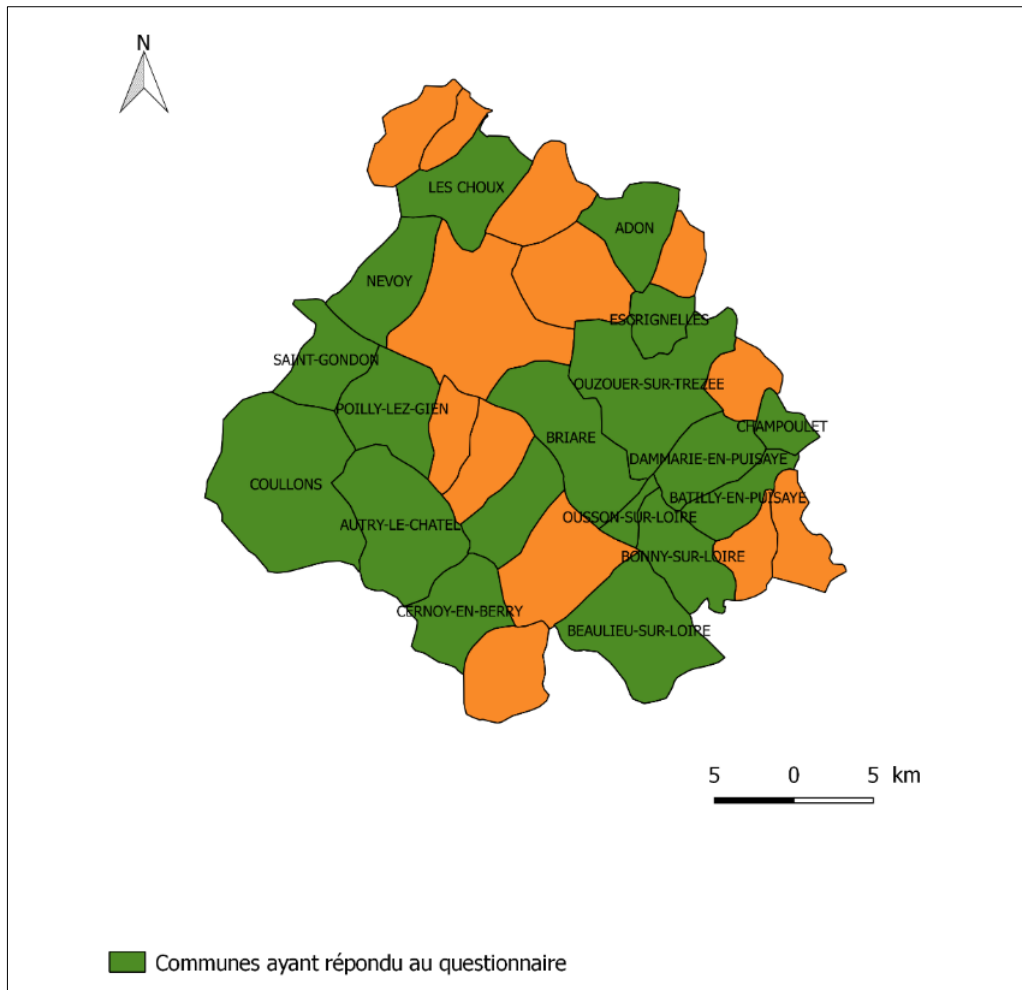 N
LES CHOUX
ADON
NEVOY
ESCRIGNELLES
SAINT-GONDON
OUZOUER-SUR-TREZEE
POILLY-LEZ-GIEN
CHAMPOULET
BRIARE
DAMMARIE-EN-PUISAYE
COULLONS
BATILLY-EN-PUISAYE
OUSSON-SUR-LOIRE
AUTRY-LE-CHATEL
BONNY-SUR-LOIRE
CERNOY-EN-BERRY
BEAULIEU-SUR-LOIRE
5 0 5 km
Communes ayant répondu au questionnaire